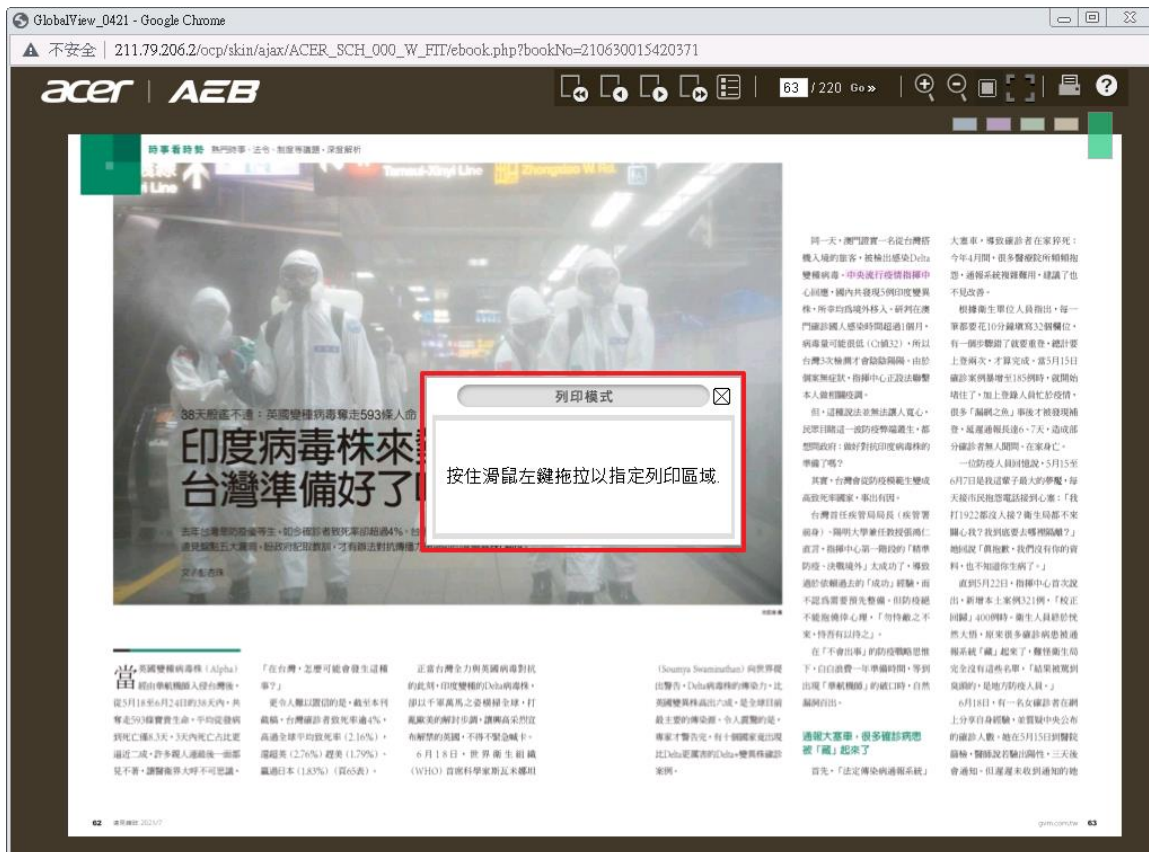 GlobalView_0421 - Google Chrome
不安全 | 211.79.206.2/ocp/skin/ajax/ACER_SCH_000_W_FIT/ebook.php?bookNo=210630015420371
acer | AEB
63 / 220 Go »
時事看時勢 熱門時事、法令、制度等議題，深度解析
Line
Tamsui-Xinyi Line
Zhongxiao W Rd.
38天殷鑑不遠：英國變種病毒奪走593條人命
印度病毒株來
台灣準備好了
列印模式
按住滑鼠左鍵拖拉以指定列印區域.
當英國變種病毒株（Alpha）
經由華航機師入侵台灣後，
從5月18至6月24日的38天內，共
奪走593條寶貴生命，平均從發病
到死亡僅8.3天，3天內死亡占比更
逼近二成，許多親人連最後一面都
見不著，讓醫衛界大呼不可思議。
「在台灣，怎麼可能會發生這種
事？」
更令人難以置信的是，截至本刊
截稿，台灣確診者致死率逾4%，
高過全球平均致死率（2.16%），
還超英（2.76%）趕美（1.79%）、
贏過日本（1.83%）（頁65表）。
正當台灣全力與英國病毒對抗
的此刻，印度變種的Delta病毒株，
卻以千軍萬馬之姿橫掃全球，打
亂歐美的解封步調，讓興高采烈宣
布解禁的英國，不得不緊急喊卡。
6月18日，世界衛生組織
（WHO）首席科學家斯瓦米娜坦
（Soumya Swaminathan）向世界提
出警告，Delta病毒株的傳染力，比
英國變異株高出六成，是全球目前
最主要的傳染源。令人震驚的是，
專家才警告完，有十個國家竟出現
比Delta更厲害的Delta+變異株確診
案例。
同一天，澳門證實一名從台灣搭
機入境的旅客，被檢出感染Delta
變種病毒。中央流行疫情指揮中
心回應，國內共發現5例印度變異
株，所幸均為境外移入。研判在澳
門確診國人感染時間超過1個月，
病毒量可能很低（Ct值32），所以
台灣3次檢測才會陰陰陽陽。由於
個案無症狀，指揮中心正設法聯繫
本人做相關疫調。
但，這種說法並無法讓人寬心，
民眾目睹這一波防疫弊端叢生，都
想問政府：做好對抗印度病毒株的
準備了嗎？
其實，台灣會從防疫模範生變成
高致死率國家，事出有因。
台灣首任疾管局局長（疾管署
前身）、陽明大學兼任教授張鴻仁
直言，指揮中心第一階段的「精準
防疫、決戰境外」太成功了，導致
過於依賴過去的「成功」經驗，而
不認為需要預先整備。但防疫絕
不能抱僥倖心理，「勿恃敵之不
來，恃吾有以待之」。
在「不會出事」的防疫戰略思維
下，白白浪費一年準備時間，等到
出現「華航機師」的破口時，自然
漏洞百出。
通報大塞車，很多確診病患
被「藏」起來了
首先，「法定傳染病通報系統」
大塞車，導致確診者在家猝死：
今年4月間，很多醫療院所頻頻抱
怨，通報系統複雜難用，建議了也
不見改善。
根據衛生單位人員指出，每一
筆都要花10分鐘填寫32個欄位，
有一個步驟錯了就要重登，總計要
上登兩次，才算完成。當5月15日
確診案例暴增至185例時，就開始
堵住了，加上登錄人員忙於疫情，
很多「漏網之魚」事後才被發現補
登，延遲通報長達6、7天，造成部
分確診者無人聞問、在家身亡。
一位防疫人員回憶說，5月15至
6月7日是我這輩子最大的夢魘，每
天接市民抱怨電話接到心塞：「我
打1922都沒人接？衛生局都不來
關心我？我到底要去哪裡隔離？」
她回說「真抱歉，我們沒有你的資
料，也不知道你生病了。」
直到5月22日，指揮中心首次說
出，新增本土案例321例，「校正
回歸」400例時，衛生人員終於恍
然大悟，原來很多確診病患被通
報系統「藏」起來了，難怪衛生局
完全沒有這些名單，「結果被罵到
臭頭的，是地方防疫人員。」
6月18日，有一名女確診者在網
上分享自身經驗，並質疑中央公布
的確診人數。她在5月15日到醫院
篩檢，醫師說若驗出陽性，三天後
會通知。但遲遲未收到通知的她
62 遠見雜誌 2021/7
gvm.com.tw 63